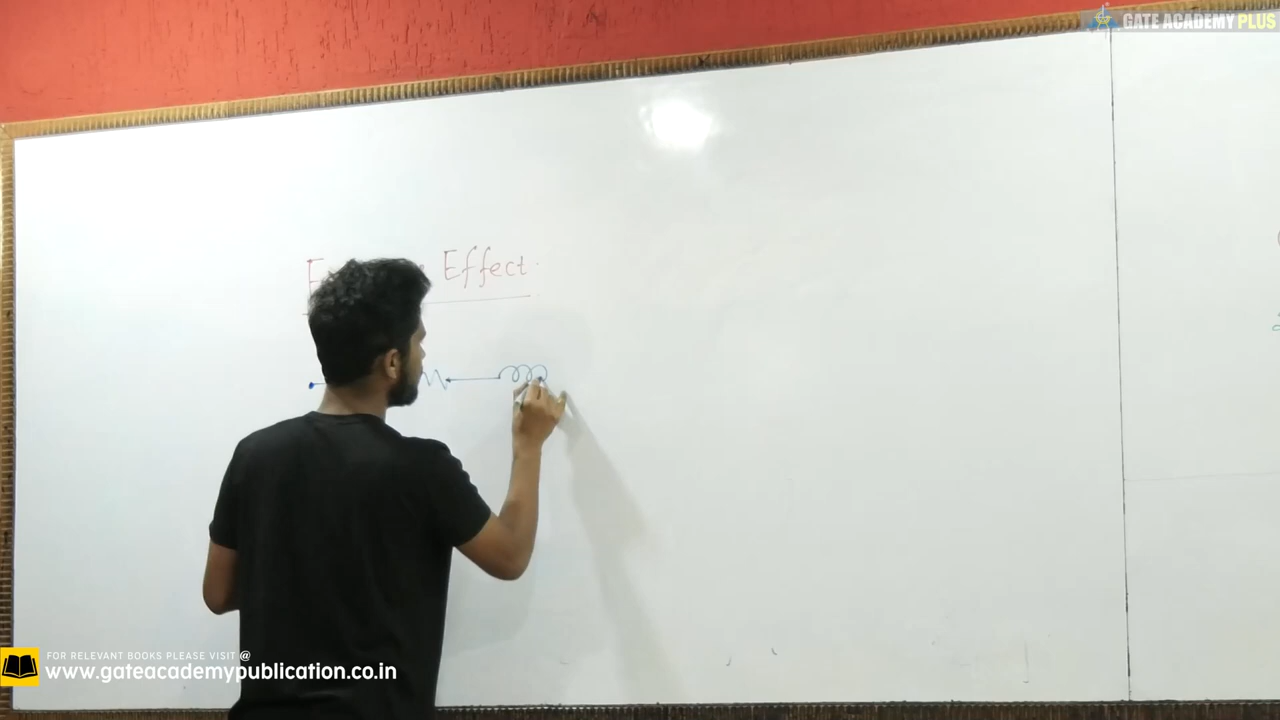 GATE ACADEMY PLUS
Effect
FOR RELEVANT BOOKS PLEASE VISIT @
www.gateacademypublication.co.in